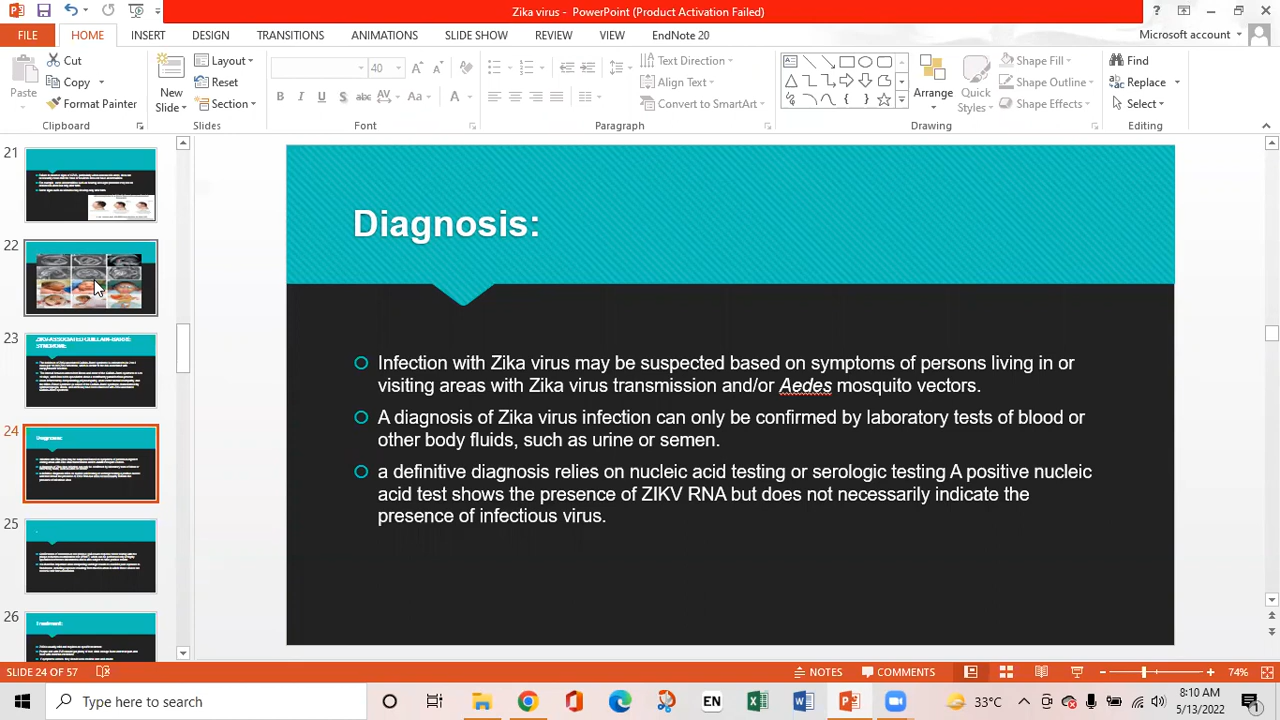 Zika virus - PowerPoint (Product Activation Failed)
?
FILE HOME INSERT DESIGN TRANSITIONS ANIMATIONS SLIDE SHOW REVIEW VIEW EndNote 20 Microsoft account
Paste
Cut
Copy
Format Painter
Clipboard
New
Slide
Layout
Reset
Section
Slides
40
B I U S abc AV Aa A
Font
Text Direction
Align Text
Convert to SmartArt
Paragraph
Arrange
Quick
Styles
Shape Fill
Shape Outline
Shape Effects
Drawing
Find
Replace
Select
Editing
21
22
23
24
Diagnosis:
25
26
Treatment:
Diagnosis:
Infection with Zika virus may be suspected based on symptoms of persons living in or
visiting areas with Zika virus transmission and/or Aedes mosquito vectors.
A diagnosis of Zika virus infection can only be confirmed by laboratory tests of blood or
other body fluids, such as urine or semen.
a definitive diagnosis relies on nucleic acid testing or serologic testing A positive nucleic
acid test shows the presence of ZIKV RNA but does not necessarily indicate the
presence of infectious virus.
SLIDE 24 OF 57 NOTES COMMENTS 74%
Type here to search EN 33°C
8:10 AM
5/13/2022